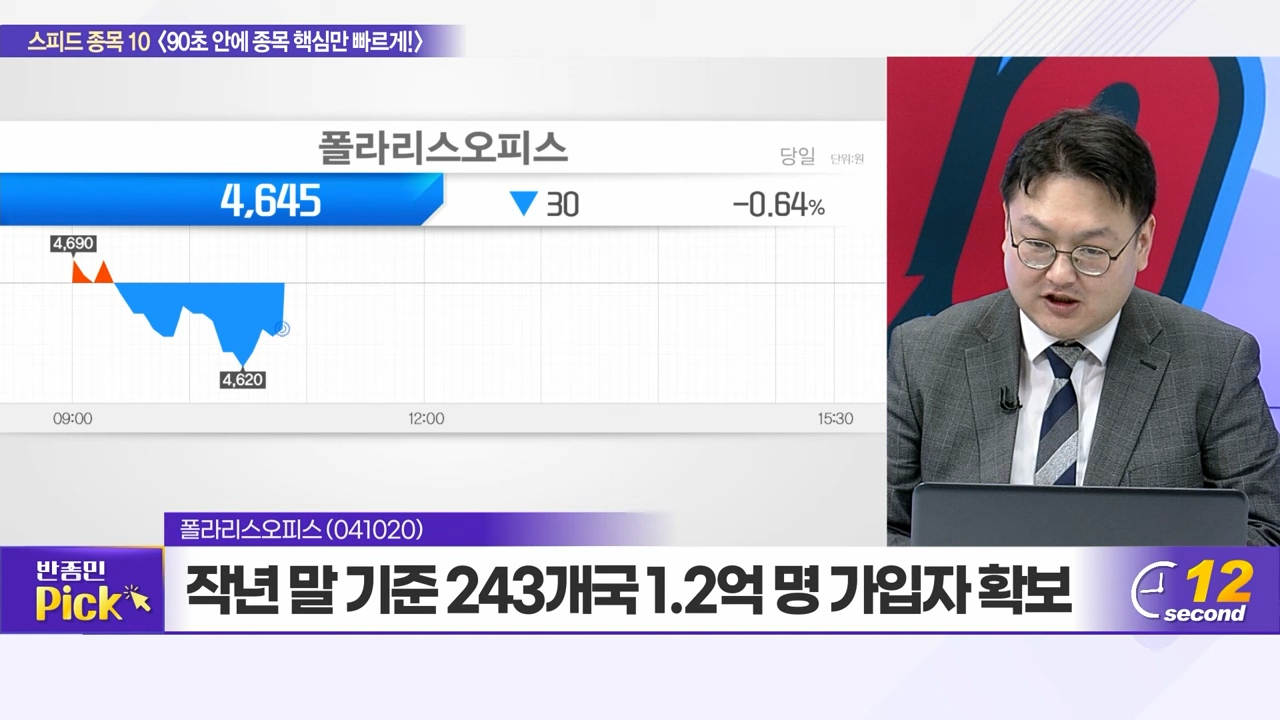 스피드 종목 10 <90초 안에 종목 핵심만 빠르게!>
폴라리스오피스
당일 단위:원
4,645 ▼ 30 -0.64%
4,690
4,620
09:00 12:00 15:30
폴라리스오피스 (041020)
반종민
Pick
작년 말 기준 243개국 1.2억 명 가입자 확보
12
second